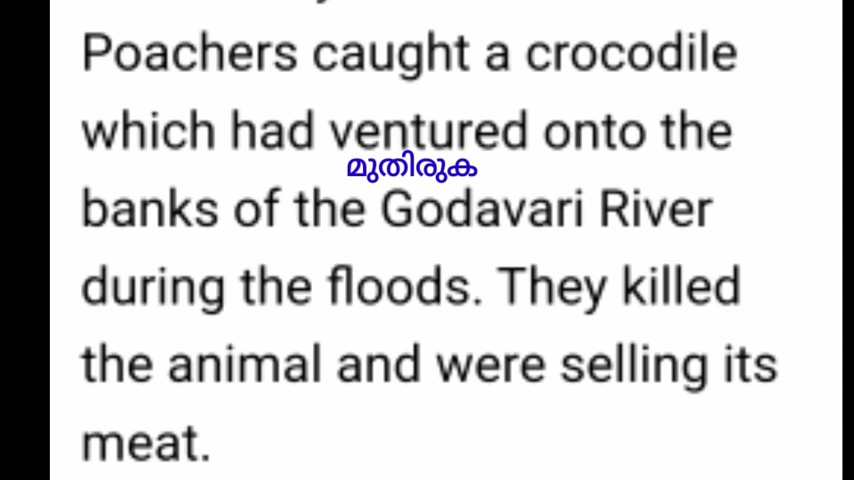 Poachers caught a crocodile
which had ventured onto the
മുതിരുക
banks of the Godavari River
during the floods. They killed
the animal and were selling its
meat.